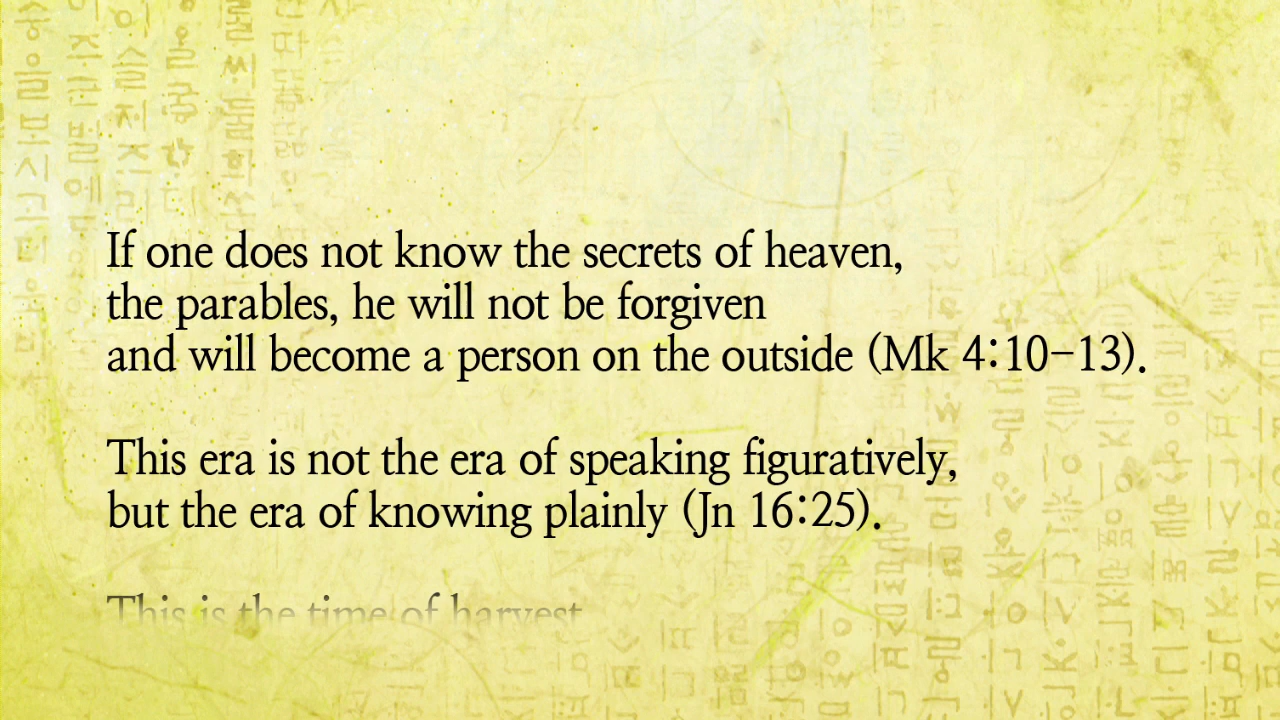 If one does not know the secrets of heaven,
the parables, he will not be forgiven
and will become a person on the outside (Mk 4:10-13).
This era is not the era of speaking figuratively,
but the era of knowing plainly (Jn 16:25).
This is the time of harvest